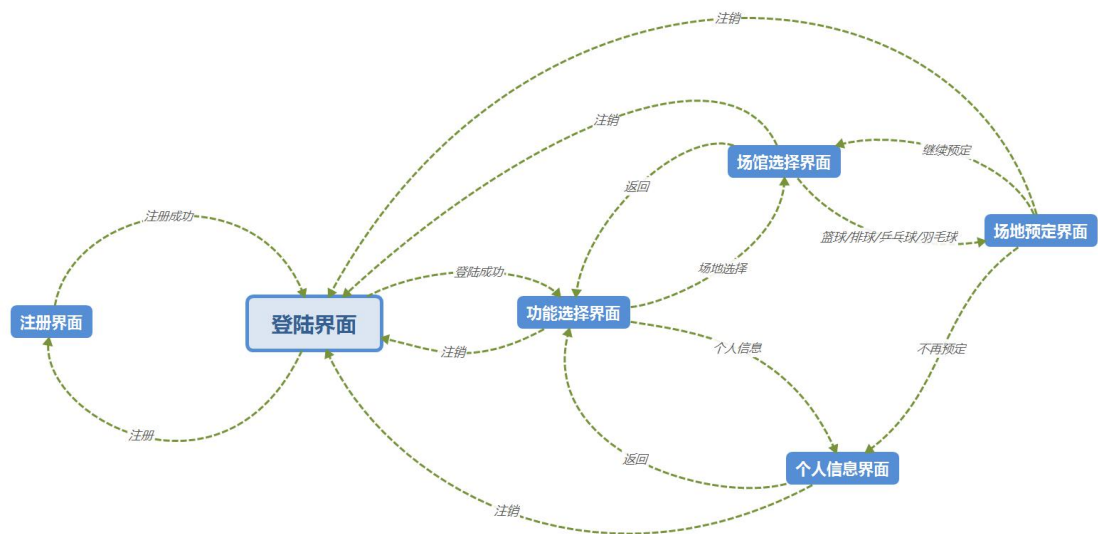 注销
注销
继续预定
场馆选择界面
返回
注册成功
场地预定界面
篮球/排球/乒乓球/羽毛球
场地选择
登陆成功
功能选择界面
注册界面
登陆界面
个人信息
不再预定
注销
注册
返回
个人信息界面
注销